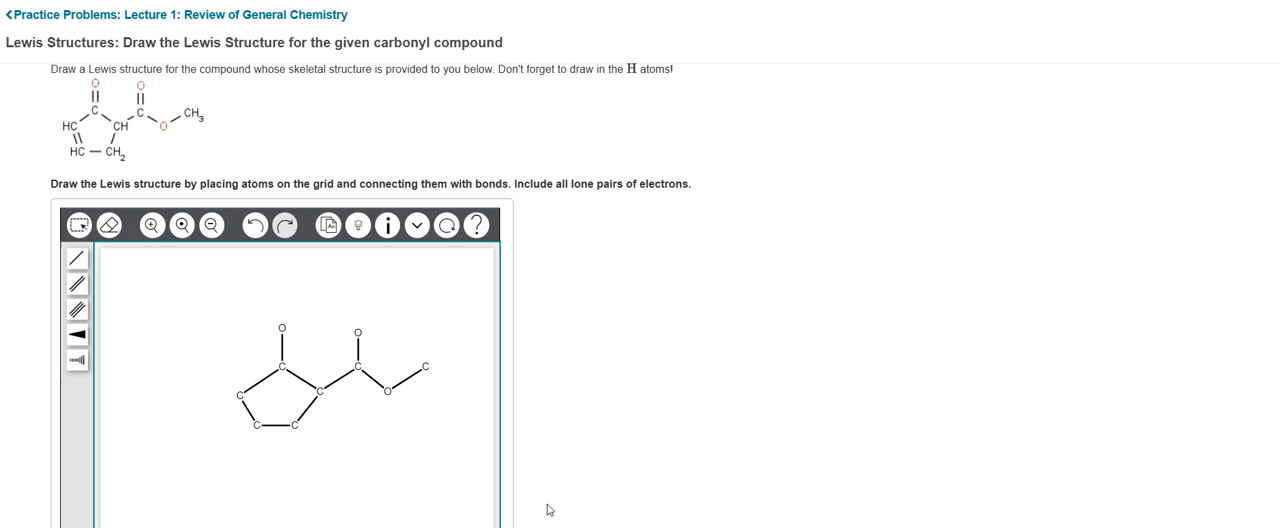 <Practice Problems: Lecture 1: Review of General Chemistry
Lewis Structures: Draw the Lewis Structure for the given carbonyl compound
Draw a Lewis structure for the compound whose skeletal structure is provided to you below. Don't forget to draw in the H atoms!
O O
C C CH3
HC CH O
HC CH2
Draw the Lewis structure by placing atoms on the grid and connecting them with bonds. Include all lone pairs of electrons.
i ?
O O
C C C
C C O
C C